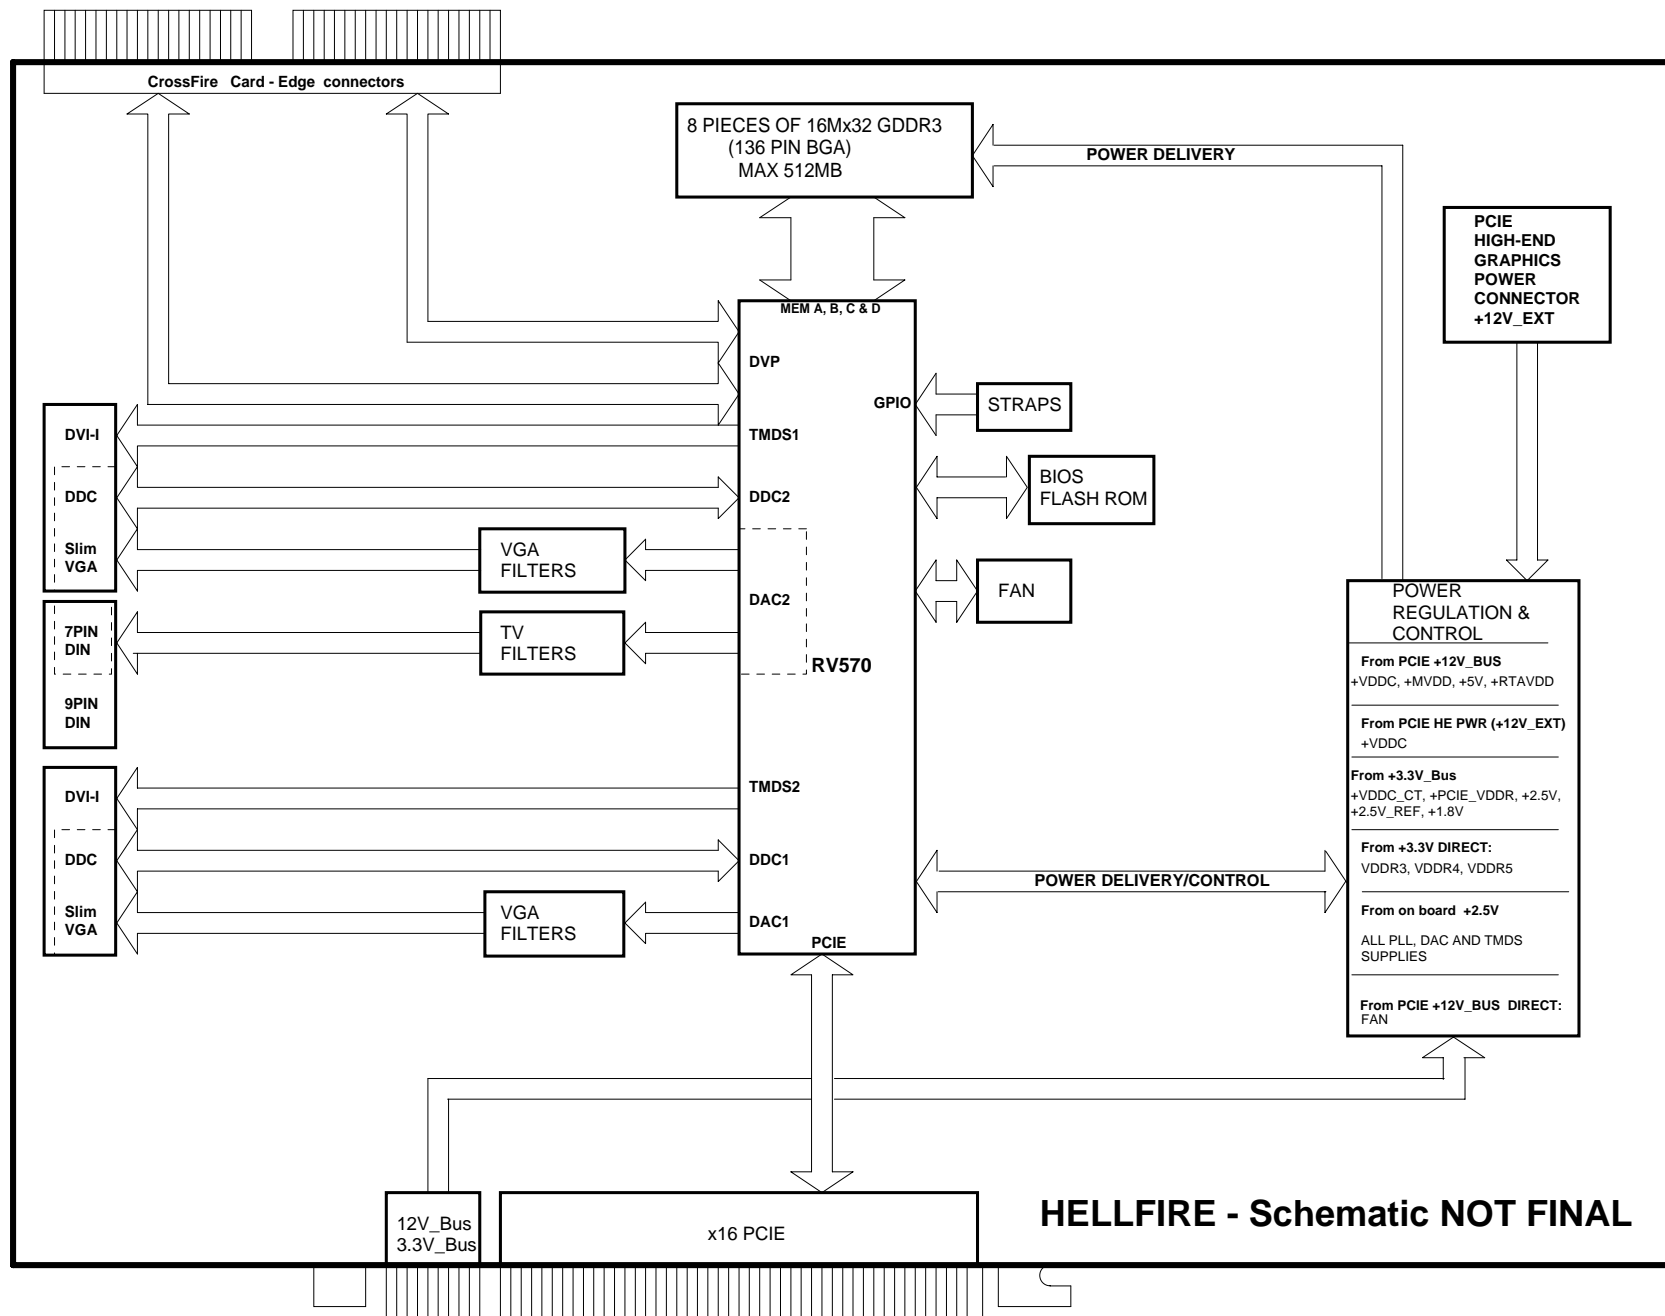 CrossFire Card - Edge connectors
8 PIECES OF 16Mx32 GDDR3
(136 PIN BGA)
MAX 512MB
POWER DELIVERY
PCIE
HIGH-END
GRAPHICS
POWER
CONNECTOR
+12V_EXT
MEM A, B, C & D
DVP
GPIO
STRAPS
DVI-I
TMDS1
BIOS
FLASH ROM
DDC
DDC2
Slim
VGA
VGA
FILTERS
DAC2
FAN
7PIN
DIN
TV
FILTERS
RV570
9PIN
DIN
POWER
REGULATION &
CONTROL
From PCIE +12V_BUS
+VDDC, +MVDD, +5V, +RTAVDD
From PCIE HE PWR (+12V_EXT)
+VDDC
From +3.3V_Bus
+VDDC_CT, +PCIE_VDDR, +2.5V,
+2.5V_REF, +1.8V
From +3.3V DIRECT:
VDDR3, VDDR4, VDDR5
From on board +2.5V
ALL PLL, DAC AND TMDS
SUPPLIES
From PCIE +12V_BUS DIRECT:
FAN
DVI-I
TMDS2
DDC
DDC1
POWER DELIVERY/CONTROL
Slim
VGA
VGA
FILTERS
DAC1
PCIE
12V_Bus
3.3V_Bus
x16 PCIE
HELLFIRE - Schematic NOT FINAL